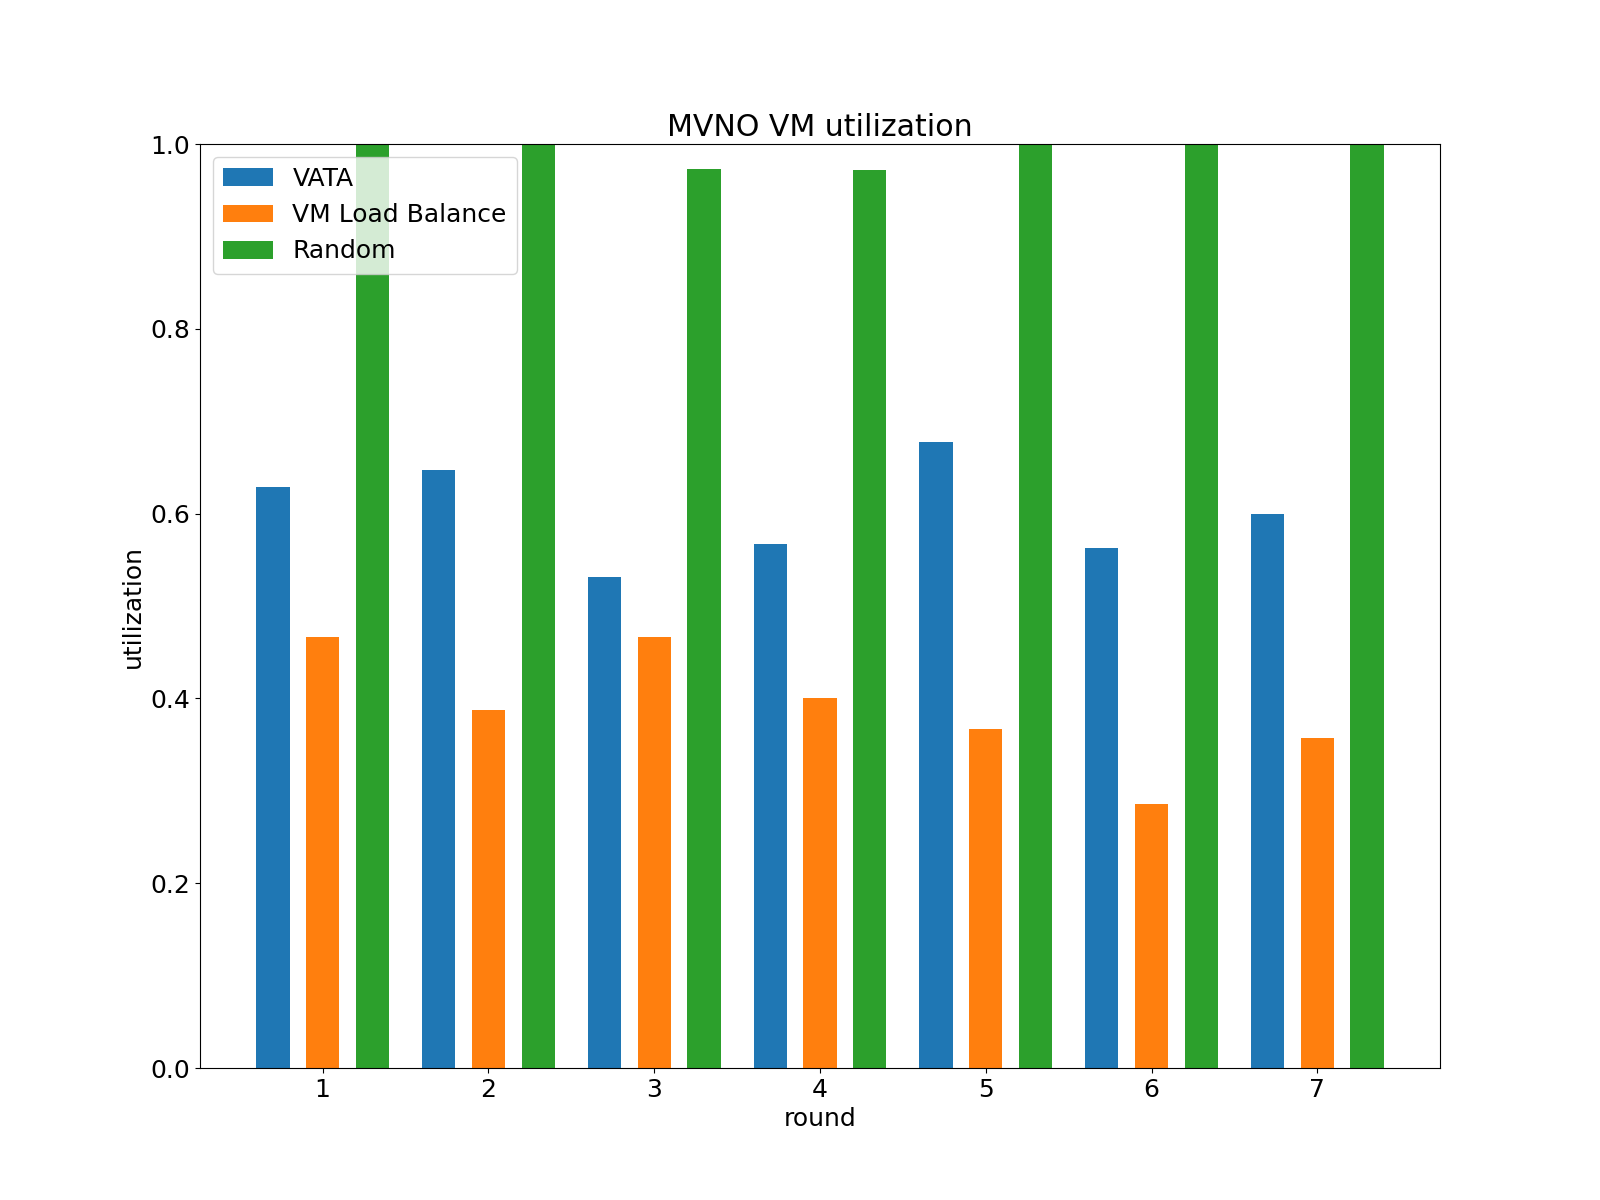 MVNO VM utilization
1.0
0.8
0.6
0.4
0.2
0.0
utilization
VATA
VM Load Balance
Random
1 2 3 4 5 6 7
round